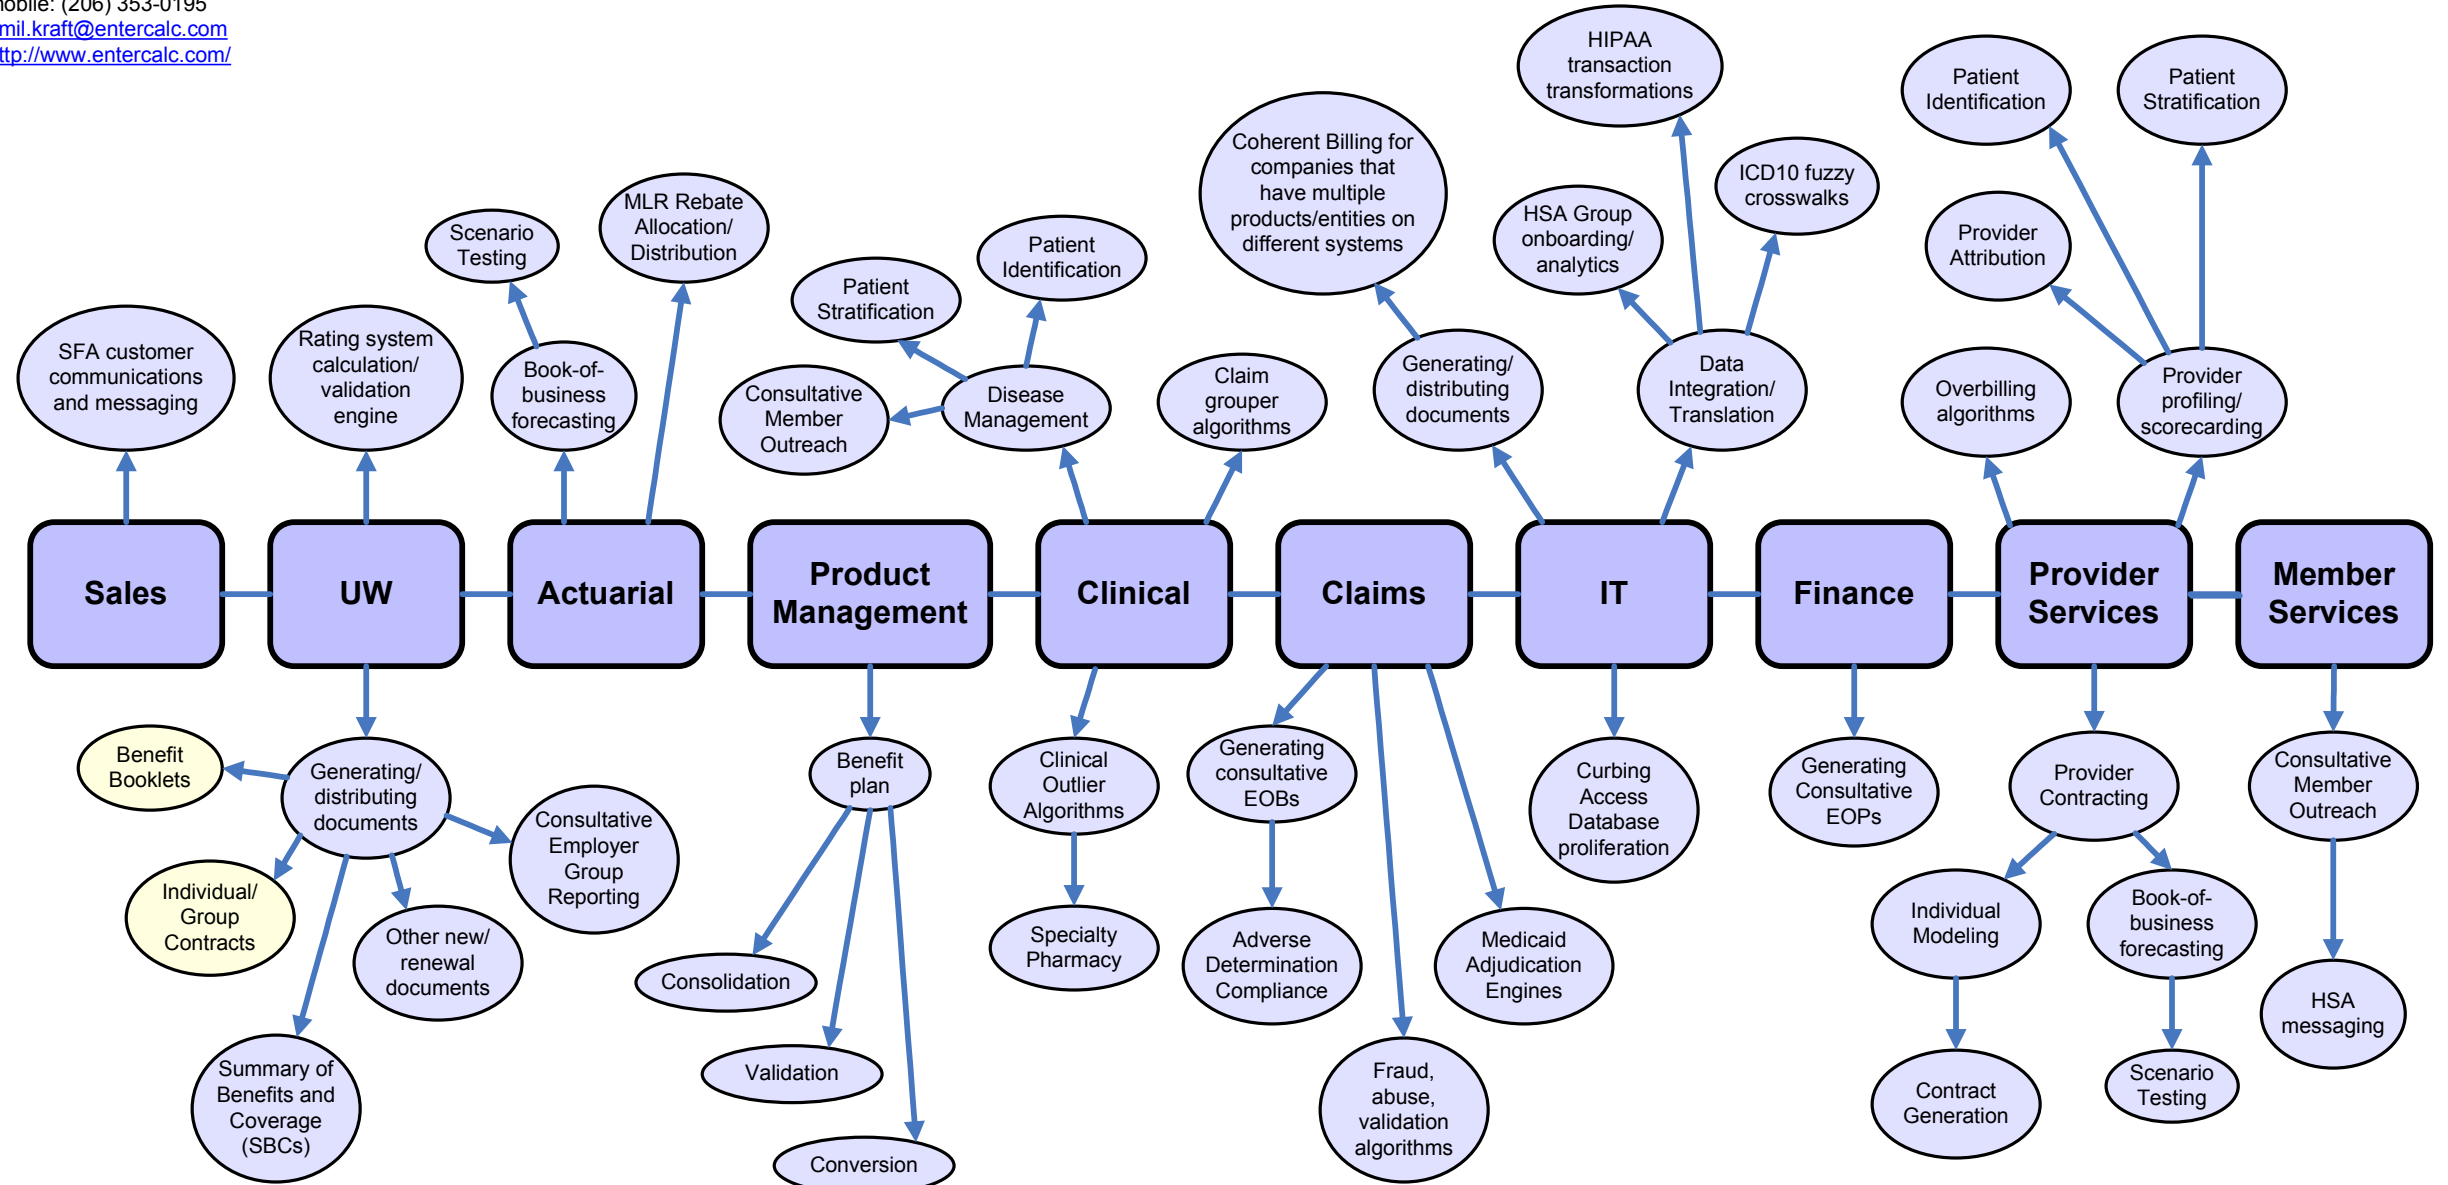 mobile: (206) 353-0195
mil.kraft@entercalc.com
ttp://www.entercalc.com/
HIPAA
transaction
transformations
Patient
Identification
Patient
Stratification
Coherent Billing for
companies that
have multiple
products/entities on
different systems
ICD10 fuzzy
crosswalks
MLR Rebate
Allocation/
Distribution
Scenario
Testing
HSA Group
onboarding/
analytics
Provider
Attribution
Patient
Identification
Patient
Stratification
SFA customer
communications
and messaging
Rating system
calculation/
validation
engine
Book-of-
business
forecasting
Consultative
Member
Outreach
Disease
Management
Claim
grouper
algorithms
Generating/
distributing
documents
Data
Integration/
Translation
Overbilling
algorithms
Provider
profiling/
scorecarding
Sales
UW
Actuarial
Product
Management
Clinical
Claims
IT
Finance
Provider
Services
Member
Services
Benefit
Booklets
Generating/
distributing
documents
Consultative
Employer
Group
Reporting
Individual/
Group
Contracts
Other new/
renewal
documents
Summary of
Benefits and
Coverage
(SBCs)
Benefit
plan
Consolidation
Validation
Conversion
Clinical
Outlier
Algorithms
Specialty
Pharmacy
Generating
consultative
EOBs
Adverse
Determination
Compliance
Medicaid
Adjudication
Engines
Fraud,
abuse,
validation
algorithms
Curbing
Access
Database
proliferation
Generating
Consultative
EOPs
Provider
Contracting
Individual
Modeling
Book-of-
business
forecasting
Contract
Generation
Scenario
Testing
Consultative
Member
Outreach
HSA
messaging